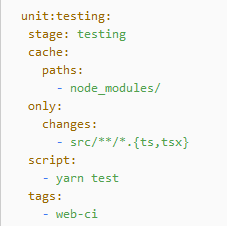 unit:testing:
stage: testing
cache:
paths:
- node_modules/
only:
changes:
- src/**/*.{ts,tsx}
script:
- yarn test
tags:
- web-ci